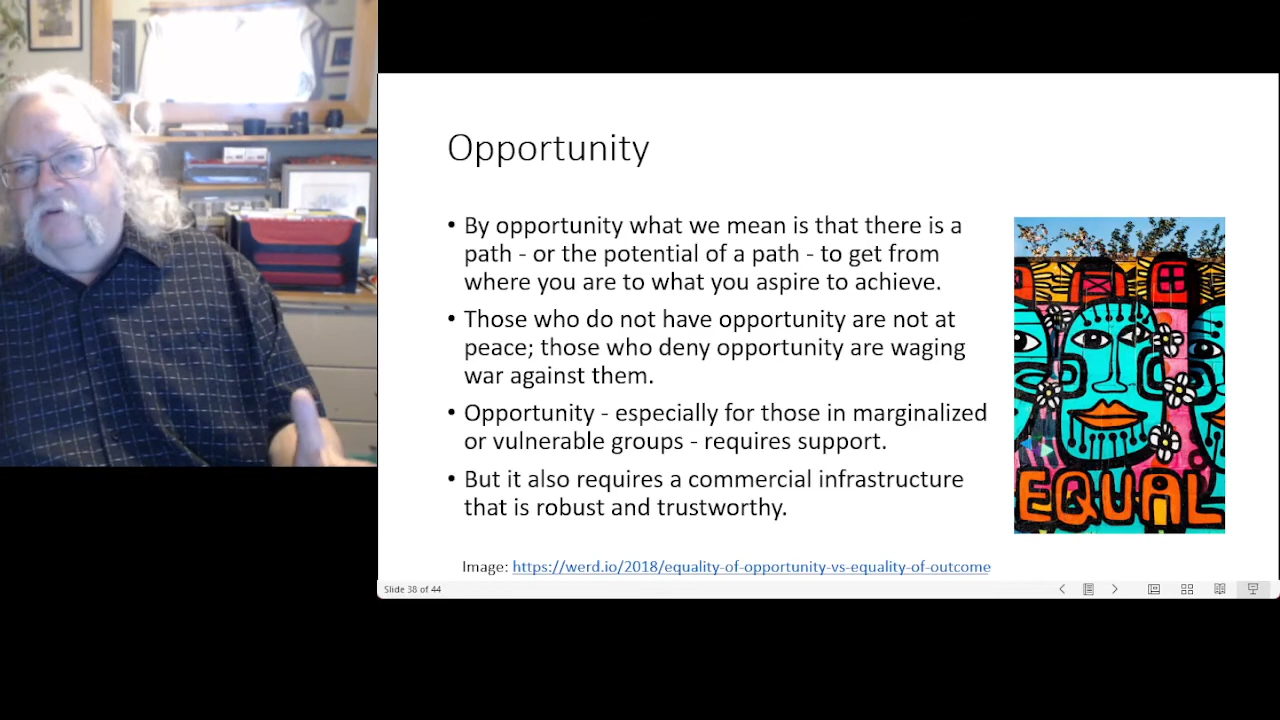 Opportunity
• By opportunity what we mean is that there is a
path - or the potential of a path - to get from
where you are to what you aspire to achieve.
• Those who do not have opportunity are not at
peace; those who deny opportunity are waging
war against them.
• Opportunity - especially for those in marginalized
or vulnerable groups - requires support.
• But it also requires a commercial infrastructure
that is robust and trustworthy.
EQUAL
Image: https://werd.io/2018/equality-of-opportunity-vs-equality-of-outcome
Slide 38 of 44